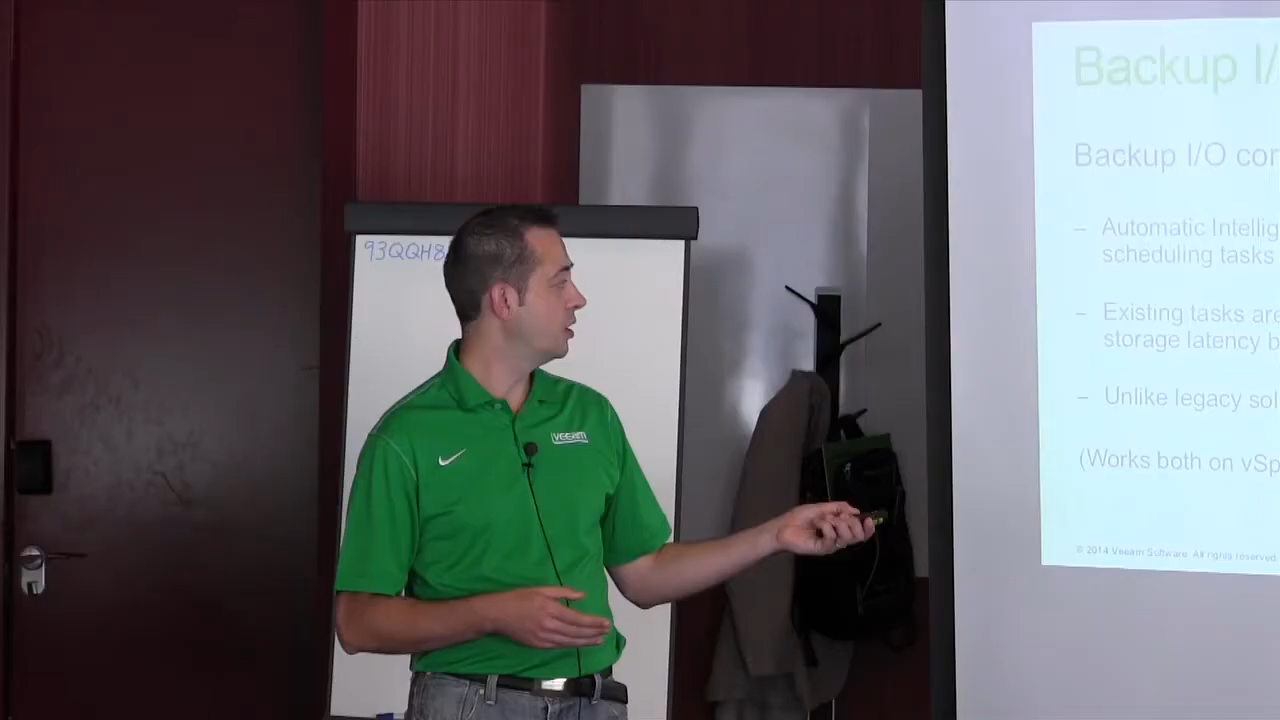 93QQH8
VEEAM
Backup I/
Backup I/O con
– Automatic Intellig
scheduling tasks
– Existing tasks are
storage latency b
– Unlike legacy sol
(Works both on vSp
© 2014 Veeam Software. All rights reserved.